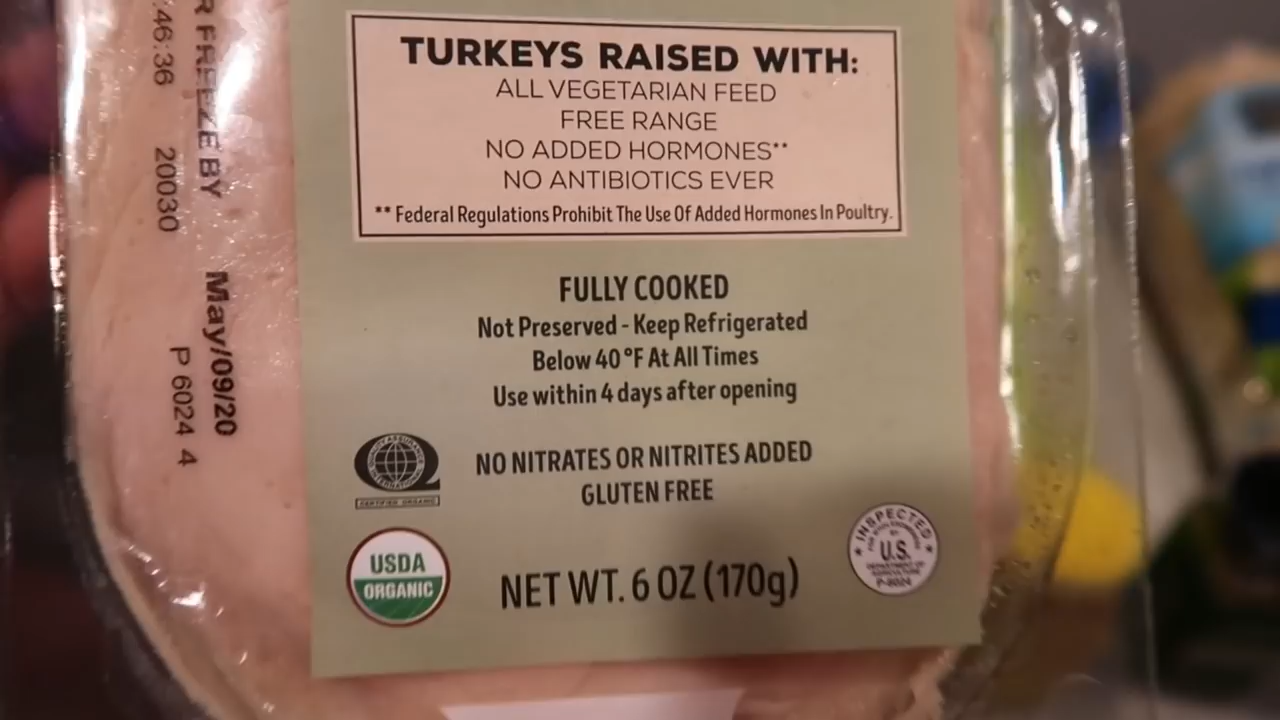 TURKEYS RAISED WITH:
ALL VEGETARIAN FEED
FREE RANGE
NO ADDED HORMONES**
NO ANTIBIOTICS EVER
** Federal Regulations Prohibit The Use Of Added Hormones In Poultry.
FULLY COOKED
Not Preserved - Keep Refrigerated
Below 40°F At All Times
Use within 4 days after opening
NO NITRATES OR NITRITES ADDED
GLUTEN FREE
CERTIFIED ORGANIC
USDA
ORGANIC
NET WT. 6 OZ (170g)
INSPECTED
U.S.
DEPARTMENT OF
AGRICULTURE
R FREEZE BY May/09/20
:46:36 20030 P 6024 4